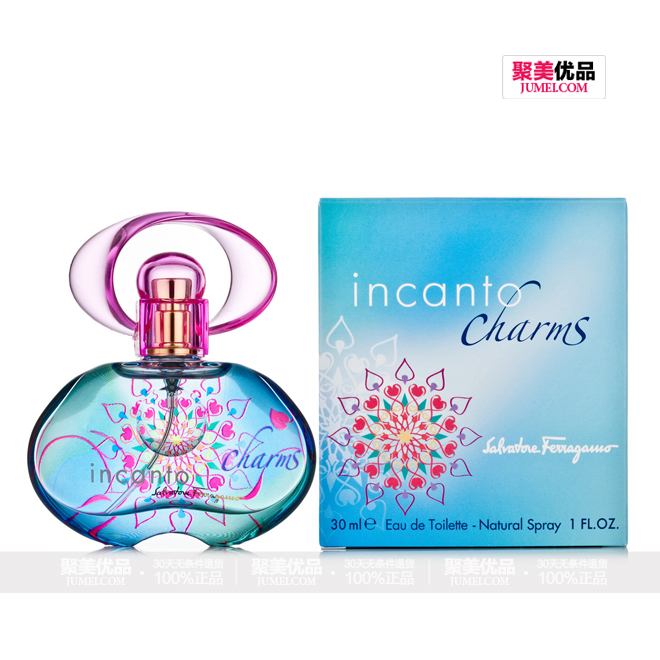 聚美优品
JUMEI.COM
incanto
Charms
Salvatore Ferragamo
30 ml e Eau de Toilette - Natural Spray 1 FL.OZ.
incanto
Charms
Salvatore Ferragamo
聚美优品
JUMEI.COM
30天无条件退货
100%正品
聚美优品
JUMEI.COM
30天无条件退货
100%正品
聚美优品
JUMEI.COM
30天无条件退货
100%正品